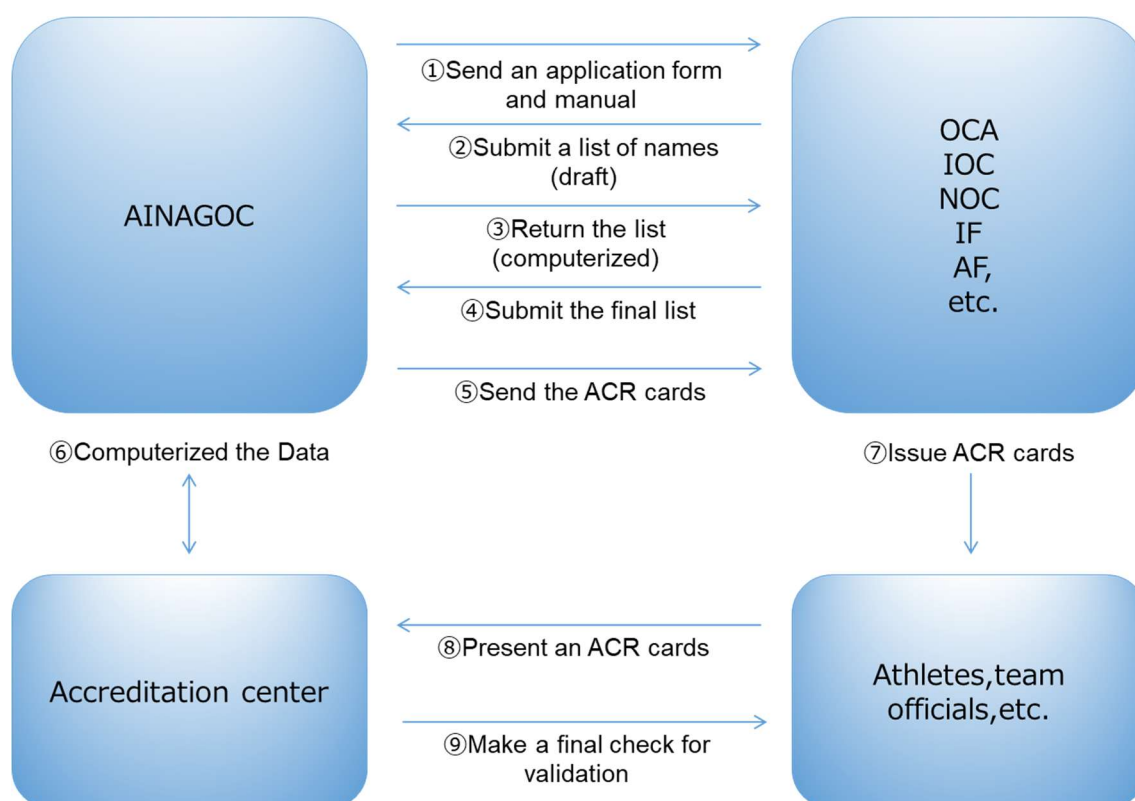 AINAGOC
①Send an application form
and manual
②Submit a list of names
(draft)
③Return the list
(computerized)
④Submit the final list
⑤Send the ACR cards
OCA
IOC
NOC
IF
AF,
etc.
⑥Computerized the Data
⑦Issue ACR cards
Accreditation center
⑧Present an ACR cards
⑨Make a final check for
validation
Athletes,team
officials,etc.